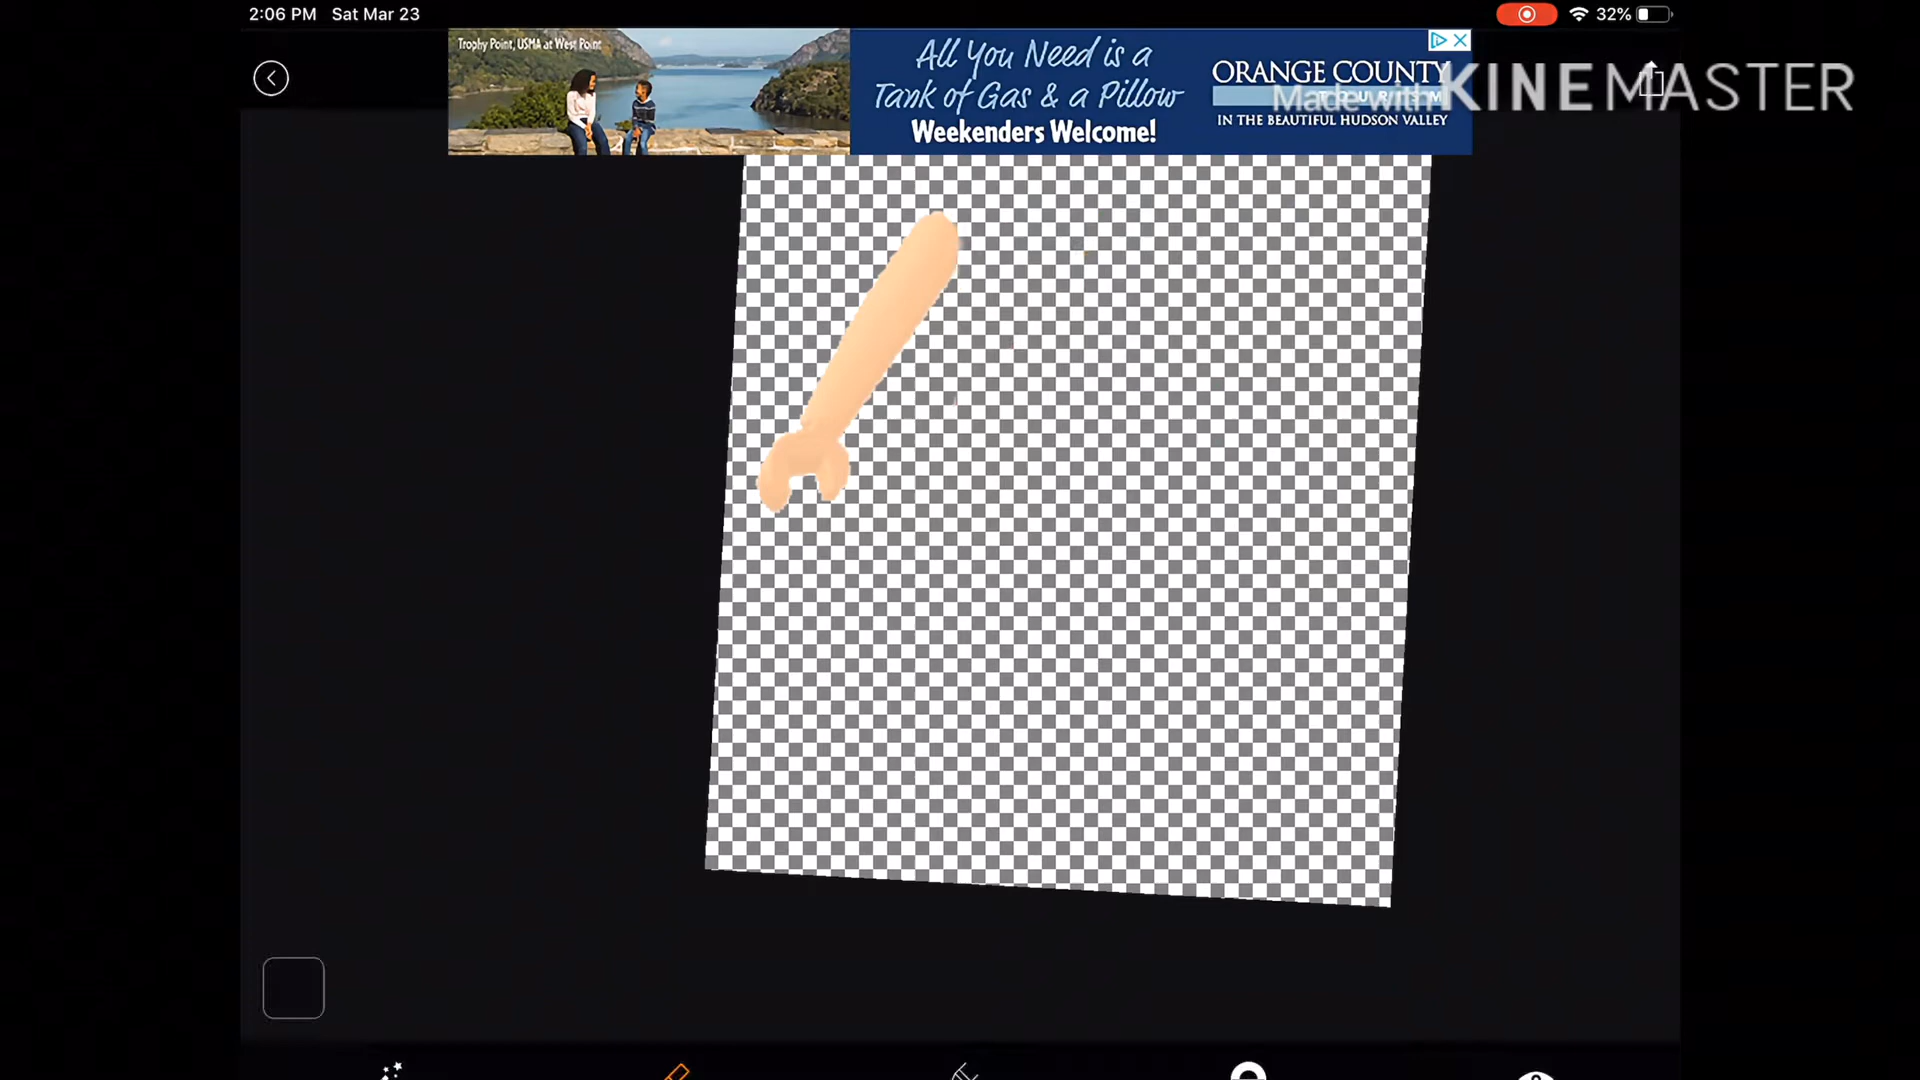 2:06 PM Sat Mar 23
32%
Trophy Point, USMA at West Point
All You Need is a
Tank of Gas & a Pillow
Weekenders Welcome!
ORANGE COUNTY
TOURISM
IN THE BEAUTIFUL HUDSON VALLEY
Made with KINEMASTER